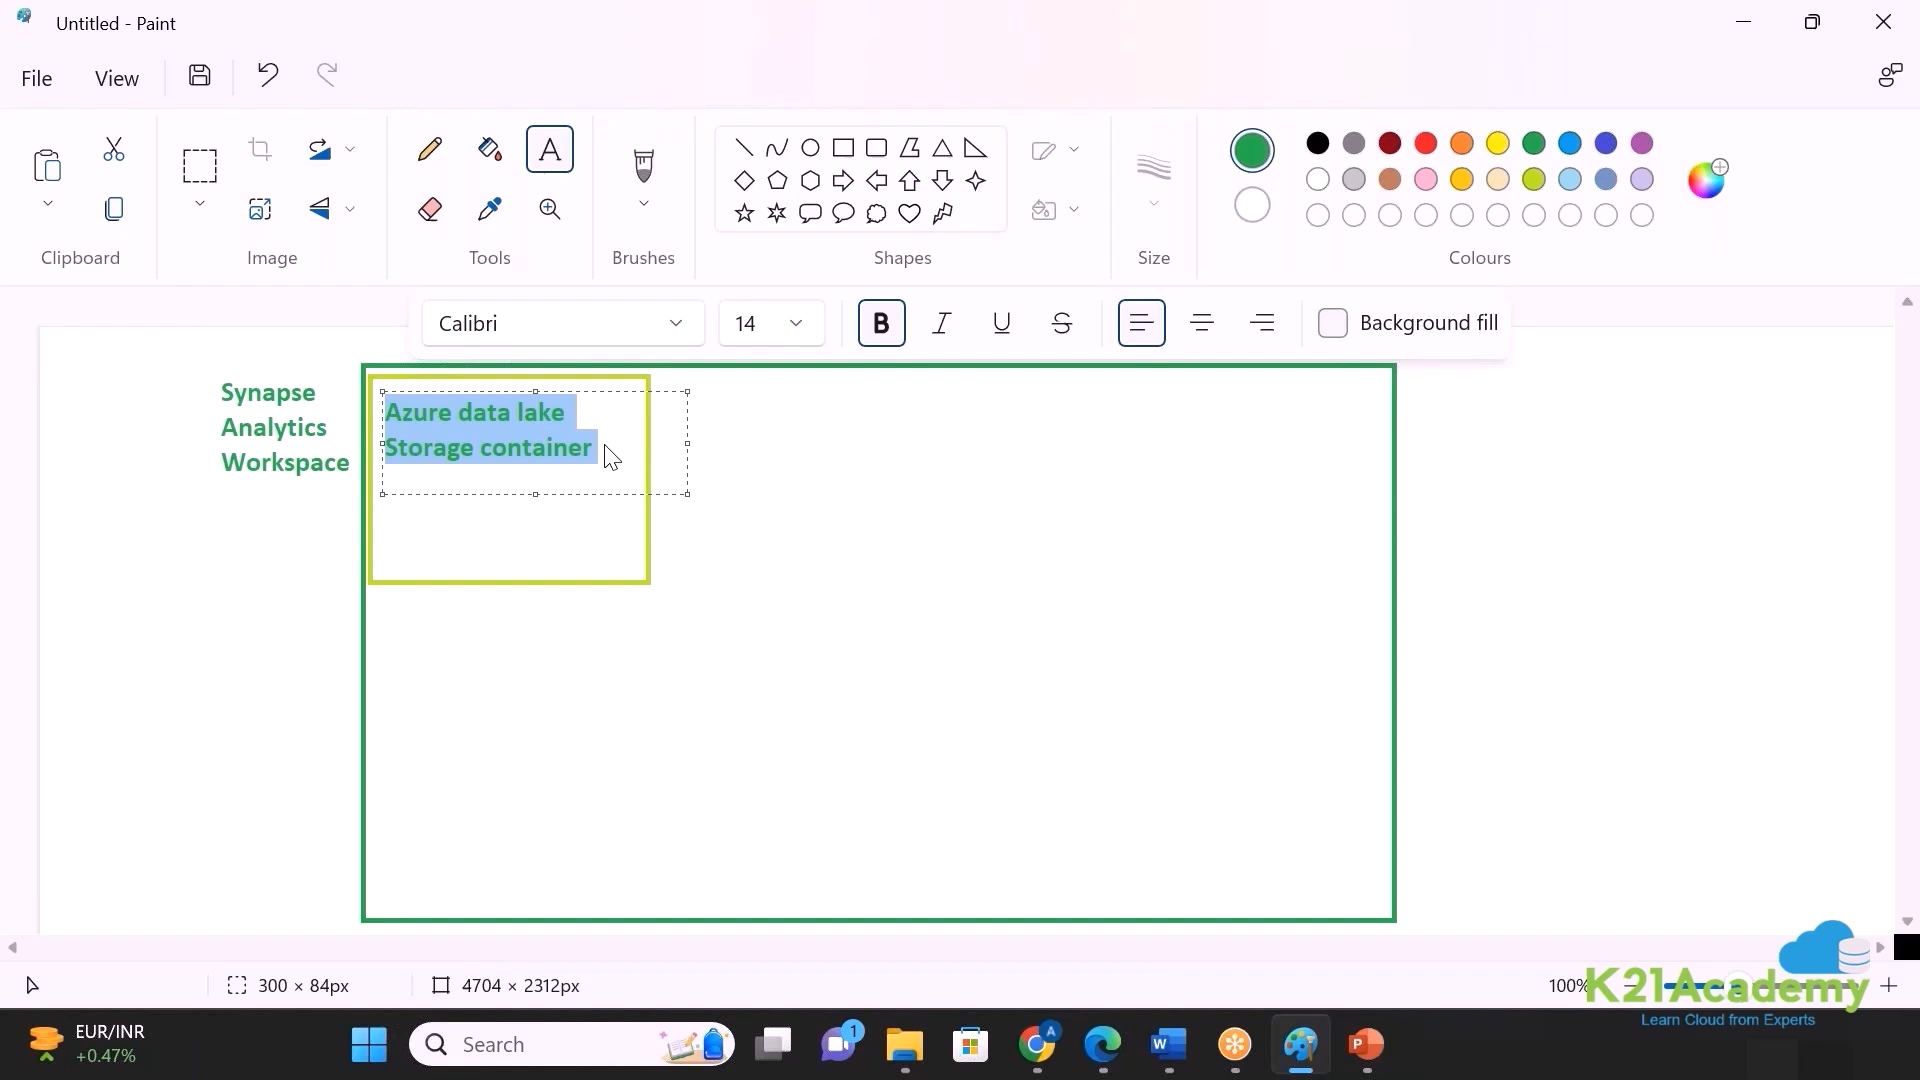 Untitled - Paint
File
View
Clipboard
Image
Tools
Brushes
Shapes
Size
Colours
Calibri
14
B
Background fill
Synapse
Analytics
Workspace
Azure data lake
Storage container
300 × 84px
4704 × 2312px
100%
K21Academy
Learn Cloud from Experts
EUR/INR
+0.47%
Search
1
A
W
P